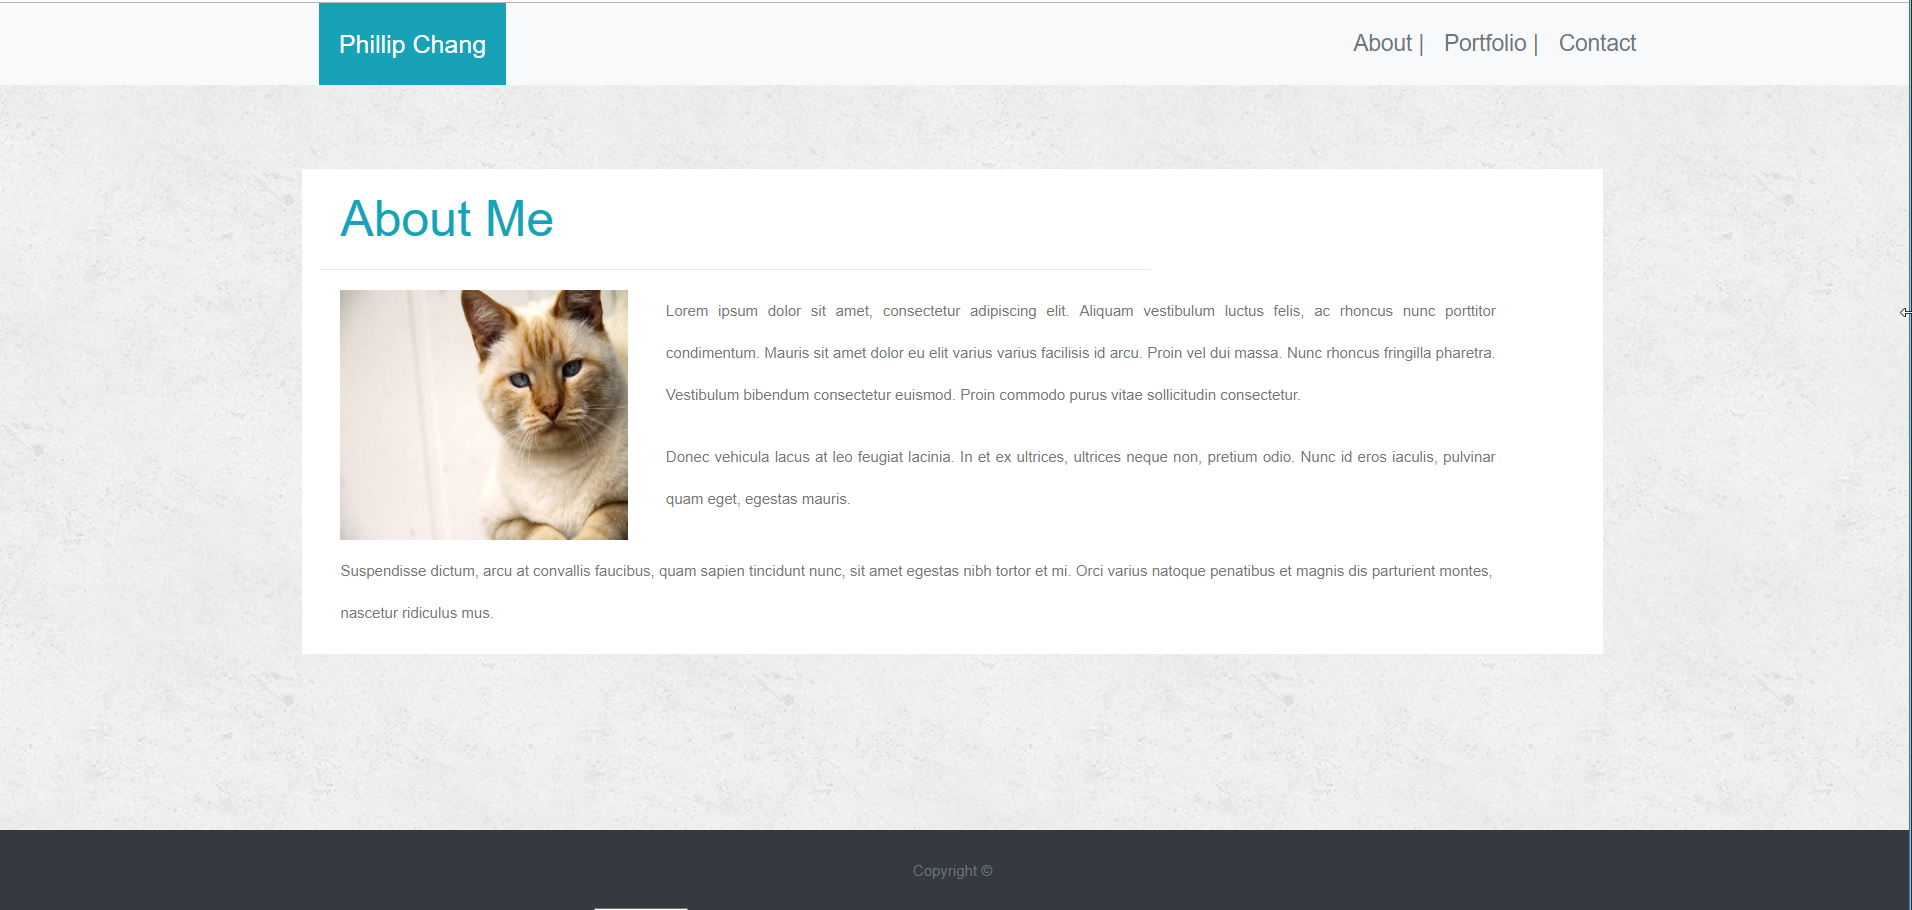 Phillip Chang
About | Portfolio | Contact
About Me
Lorem ipsum dolor sit amet, consectetur adipiscing elit. Aliquam vestibulum luctus felis, ac rhoncus nunc porttitor
condimentum. Mauris sit amet dolor eu elit varius varius facilisis id arcu. Proin vel dui massa. Nunc rhoncus fringilla pharetra.
Vestibulum bibendum consectetur euismod. Proin commodo purus vitae sollicitudin consectetur.
Donec vehicula lacus at leo feugiat lacinia. In et ex ultrices, ultrices neque non, pretium odio. Nunc id eros iaculis, pulvinar
quam eget, egestas mauris.
Suspendisse dictum, arcu at convallis faucibus, quam sapien tincidunt nunc, sit amet egestas nibh tortor et mi. Orci varius natoque penatibus et magnis dis parturient montes,
nascetur ridiculus mus.
Copyright ©